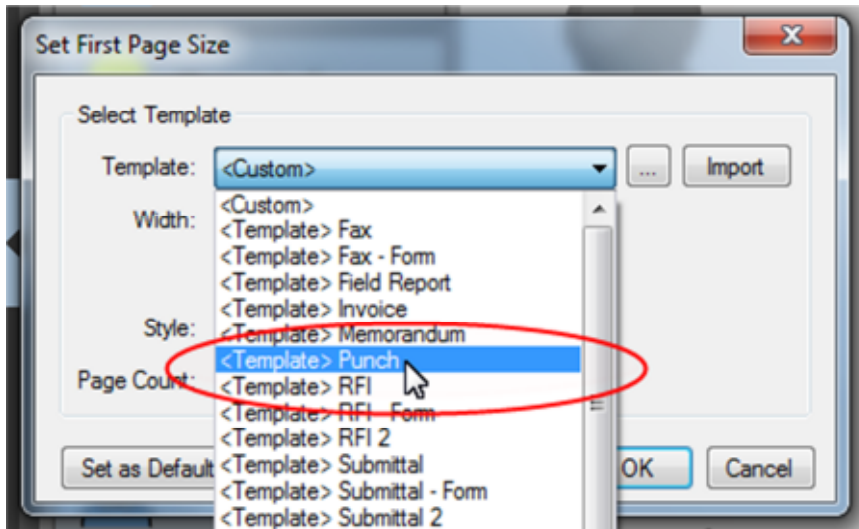 Set First Page Size
Select Template
Template: <Custom> ... Import
<Custom>
Width: <Template> Fax
<Template> Fax - Form
<Template> Field Report
<Template> Invoice
Style: <Template> Memorandum
<Template> Punch
Page Count: <Template> RFI
<Template> RFI - Form
<Template> RFI 2
Set as Default <Template> Submittal OK Cancel
<Template> Submittal - Form
<Template> Submittal 2